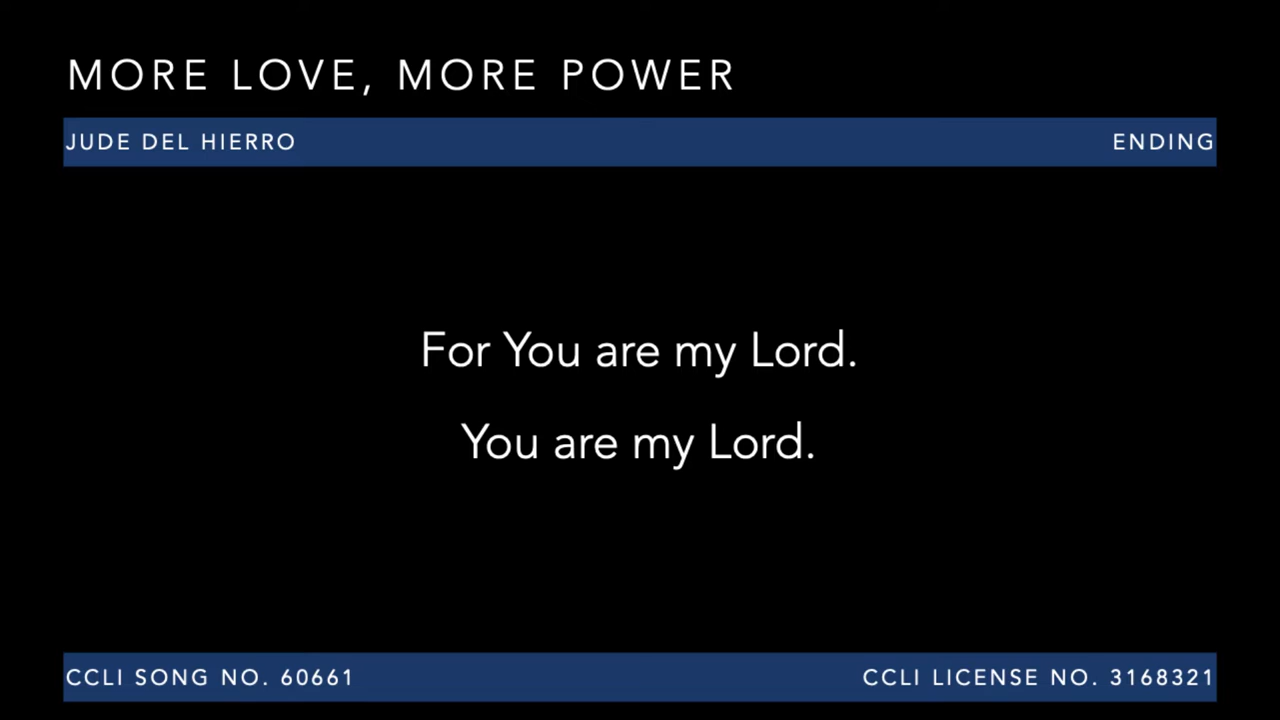 MORE LOVE, MORE POWER
JUDE DEL HIERRO ENDING
For You are my Lord.
You are my Lord.
CCLI SONG NO. 60661 CCLI LICENSE NO. 3168321